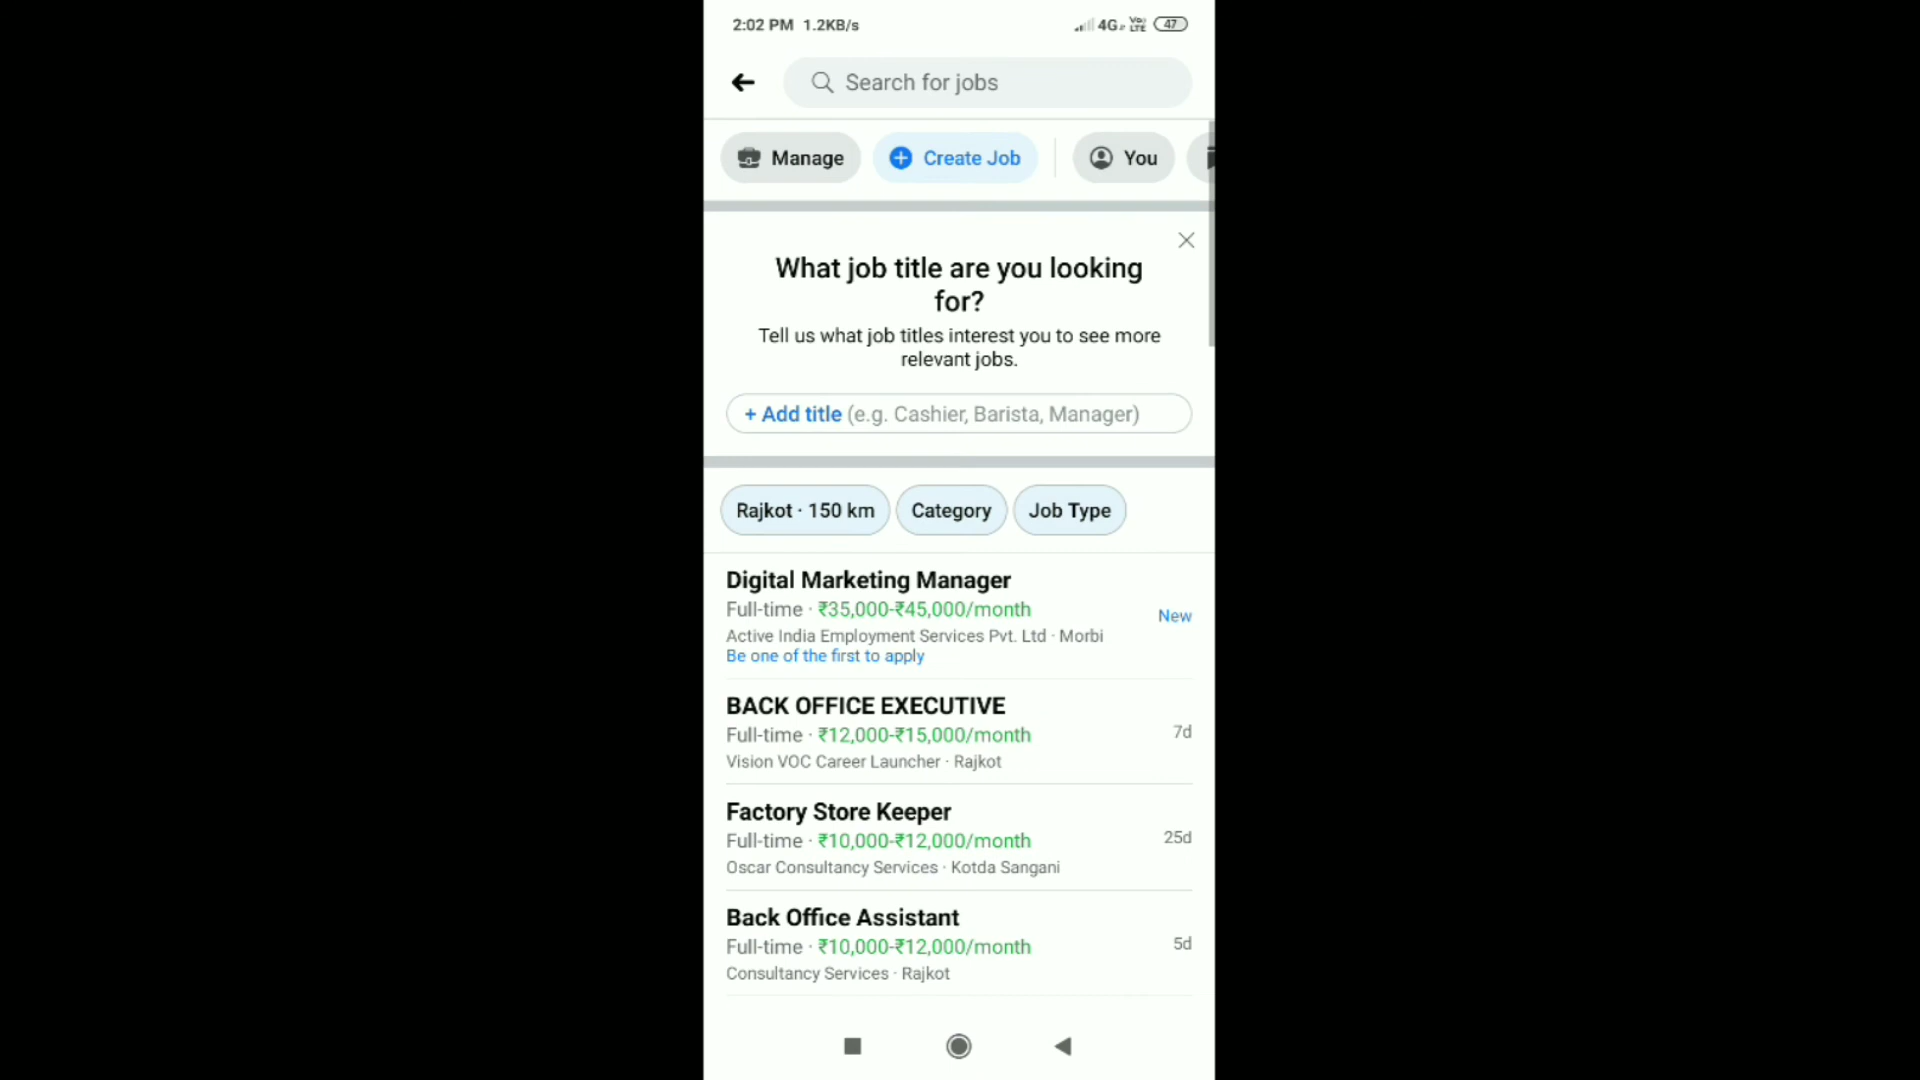 2:02 PM 1.2KB/s 4G Vo LTE 47
Search for jobs
Manage Create Job You
What job title are you looking
for?
Tell us what job titles interest you to see more
relevant jobs.
+ Add title (e.g. Cashier, Barista, Manager)
Rajkot · 150 km Category Job Type
Digital Marketing Manager
Full-time · ₹35,000-₹45,000/month
New
Active India Employment Services Pvt. Ltd · Morbi
Be one of the first to apply
BACK OFFICE EXECUTIVE
Full-time · ₹12,000-₹15,000/month
7d
Vision VOC Career Launcher · Rajkot
Factory Store Keeper
Full-time · ₹10,000-₹12,000/month
25d
Oscar Consultancy Services · Kotda Sangani
Back Office Assistant
Full-time · ₹10,000-₹12,000/month
5d
Consultancy Services · Rajkot